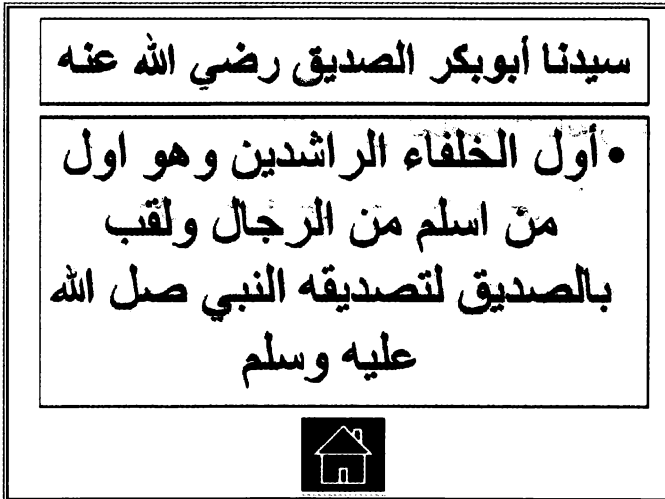 سيدنا أبوبكر الصديق رضي الله عنه
• أول الخلفاء الراشدين وهو اول
من اسلم من الرجال ولقب
بالصديق لتصديقه النبي صل الله
عليه وسلم